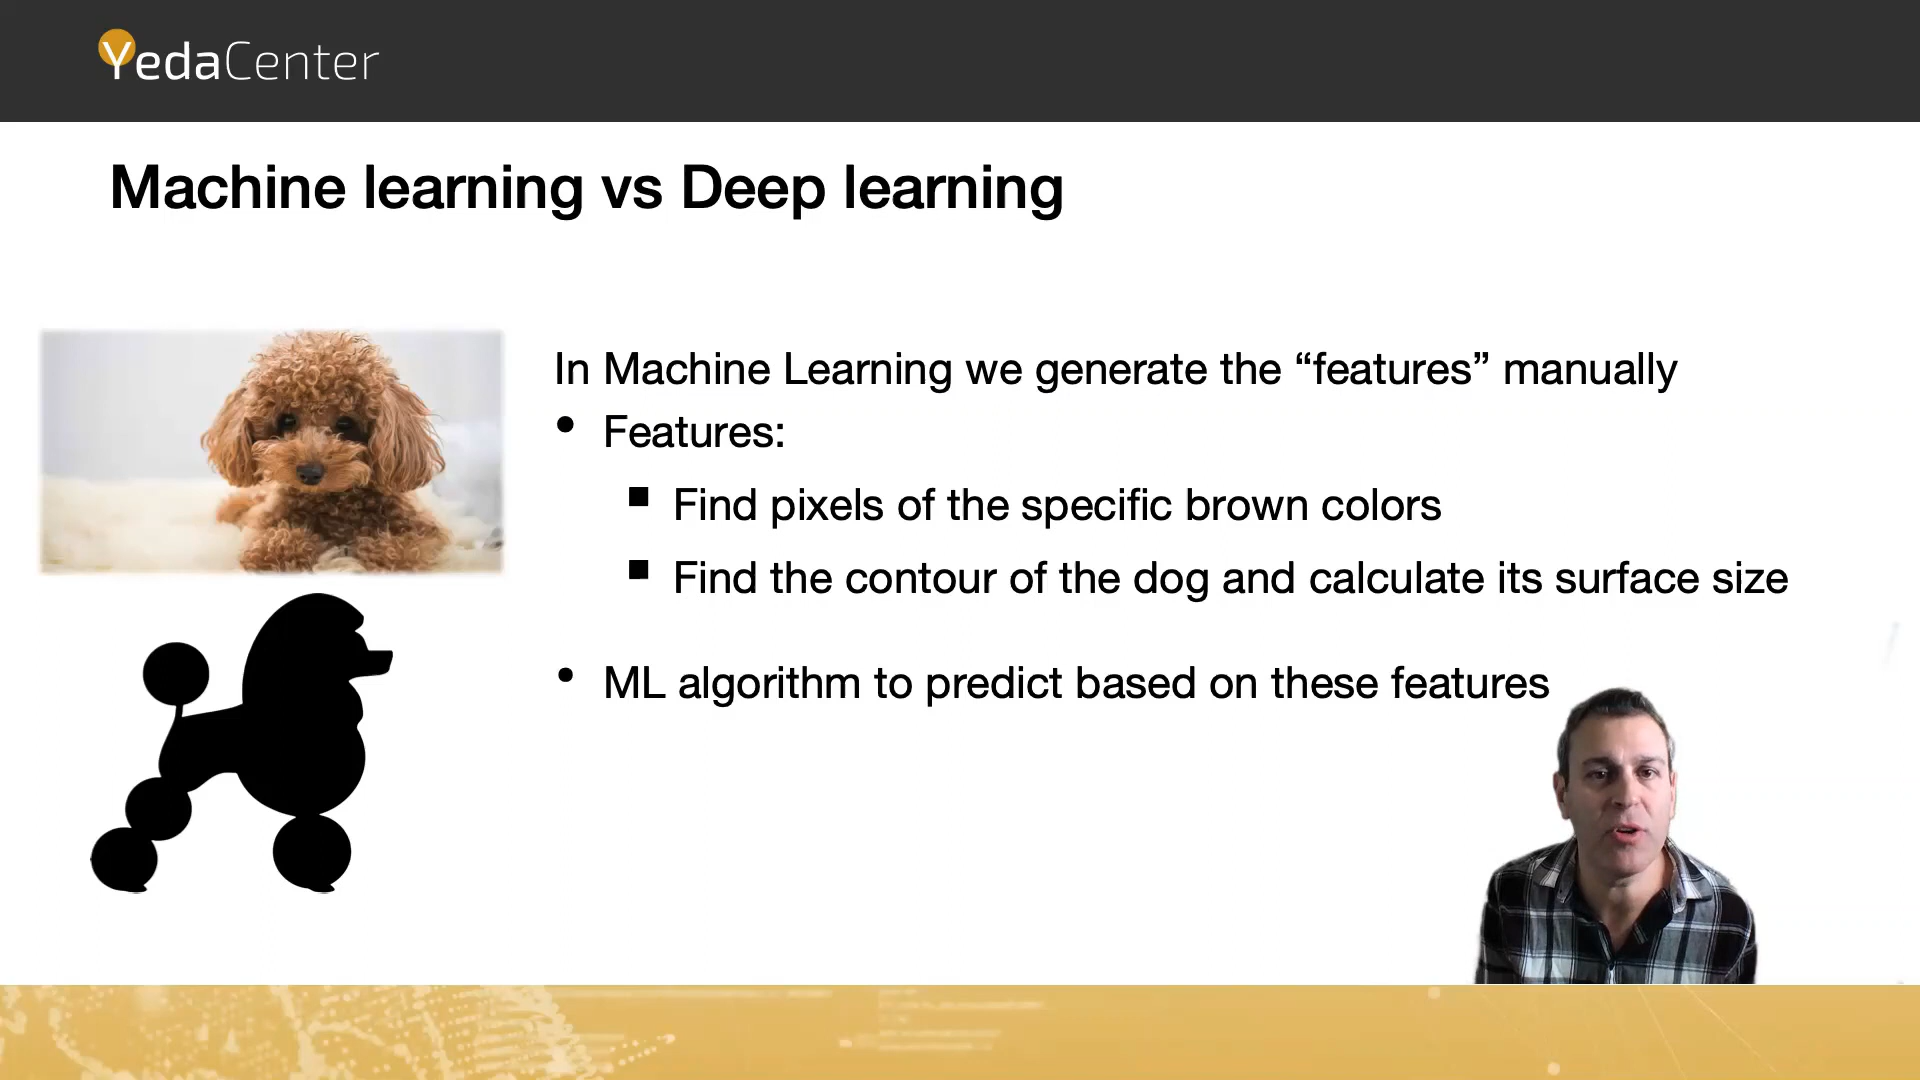 YedaCenter
Machine learning vs Deep learning
In Machine Learning we generate the “features” manually
• Features:
▪ Find pixels of the specific brown colors
▪ Find the contour of the dog and calculate its surface size
• ML algorithm to predict based on these features